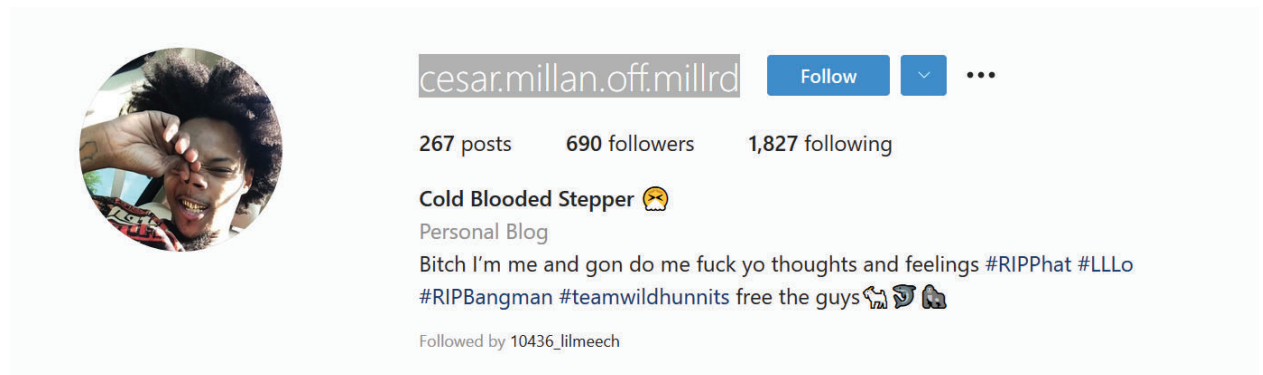 cesar.millan.off.millrd Follow
267 posts 690 followers 1,827 following
Cold Blooded Stepper 😤
Personal Blog
Bitch I'm me and gon do me fuck yo thoughts and feelings #RIPPhat #LLLo
#RIPBangman #teamwildhunnits free the guys🐪🦈🦍
Followed by 10436_lilmeech